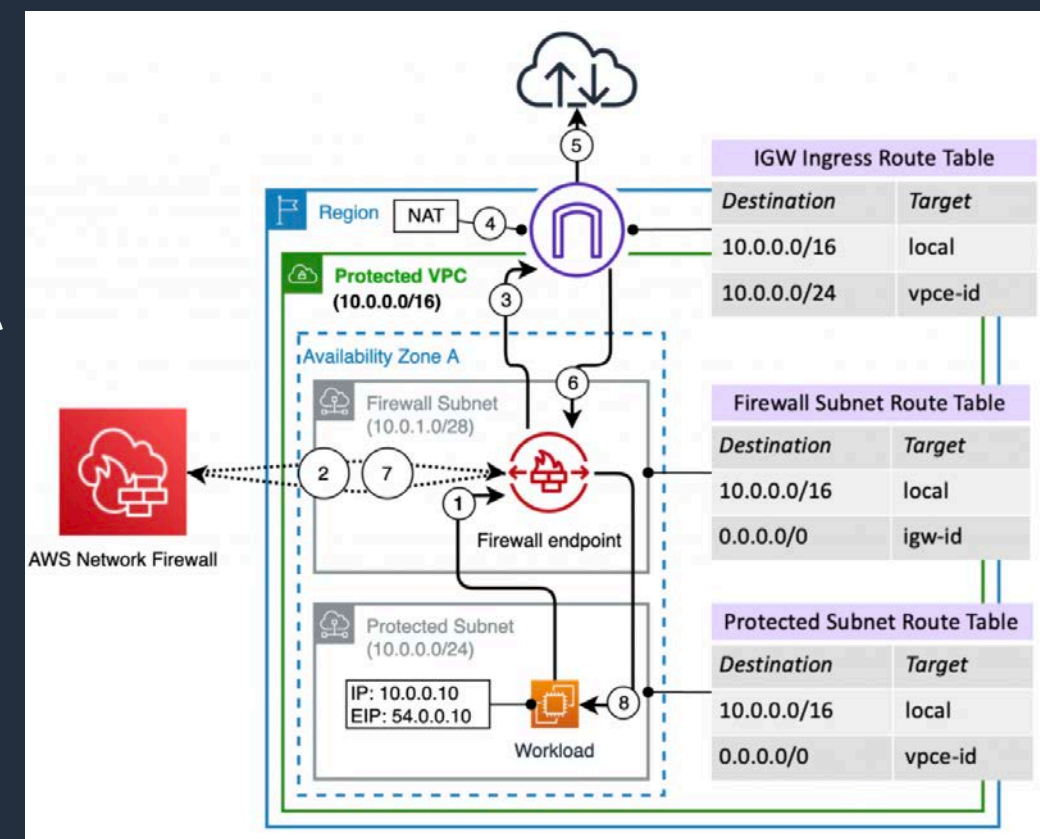 5
IGW Ingress Route Table
Destination Target
10.0.0.0/16 local
10.0.0.0/24 vpce-id
Region
NAT
4
Protected VPC
(10.0.0.0/16)
3
Availability Zone A
6
Firewall Subnet
(10.0.1.0/28)
Firewall Subnet Route Table
Destination Target
10.0.0.0/16 local
0.0.0.0/0 igw-id
2
7
1
Firewall endpoint
AWS Network Firewall
Protected Subnet
(10.0.0.0/24)
Protected Subnet Route Table
Destination Target
10.0.0.0/16 local
0.0.0.0/0 vpce-id
IP: 10.0.0.10
EIP: 54.0.0.10
8
Workload